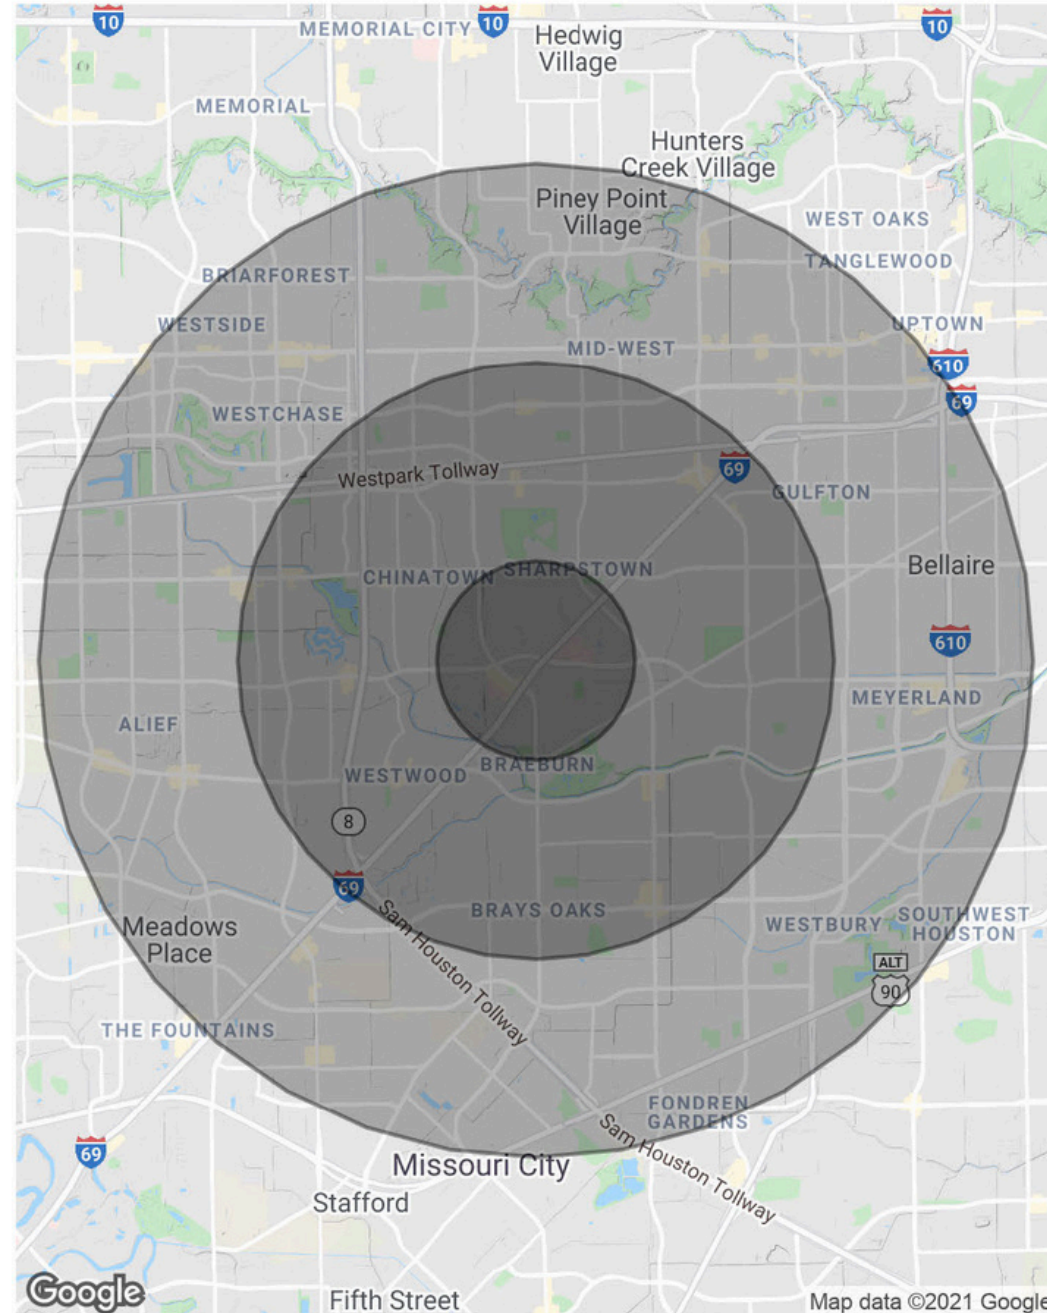 10
MEMORIAL CITY
10
Hedwig
Village
10
MEMORIAL
Hunters
Creek Village
Piney Point
Village
WEST OAKS
TANGLEWOOD
BRIARFOREST
WESTSIDE
UPTOWN
MID-WEST
610
69
WESTCHASE
Westpark Tollway
69
GULFTON
CHINATOWN
SHARPSTOWN
Bellaire
610
MEYERLAND
ALIEF
BRAEBURN
WESTWOOD
8
69
BRAYS OAKS
Sam Houston Tollway
Meadows
Place
WESTBURY
SOUTHWEST
HOUSTON
ALT
90
THE FOUNTAINS
FONDREN
GARDENS
Sam Houston Tollway
69
Missouri City
Stafford
Google
Fifth Street
Map data ©2021 Google